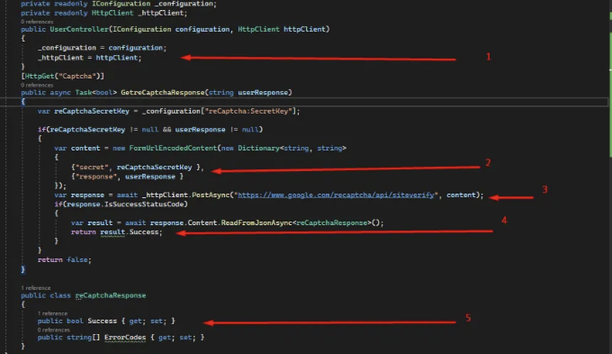 private readonly IConfiguration _configuration;
private readonly HttpClient _httpClient;
0 references
public UserController(IConfiguration configuration, HttpClient httpClient)
{
_configuration = configuration;
_httpClient = httpClient; 1
}
[HttpGet("Captcha")]
0 references
public async Task<bool> GetreCaptchaResponse(string userResponse)
{
var reCaptchaSecretKey = _configuration["reCaptcha:SecretKey"];
if(reCaptchaSecretKey != null && userResponse != null)
{
var content = new FormUrlEncodedContent(new Dictionary<string, string>
{
{"secret", reCaptchaSecretKey }, 2
{"response", userResponse }
});
var response = await _httpClient.PostAsync("https://www.google.com/recaptcha/api/siteverify", content); 3
if(response.IsSuccessStatusCode)
{
var result = await response.Content.ReadFromJsonAsync<reCaptchaResponse>();
return result.Success; 4
}
}
return false;
}
1 reference
public class reCaptchaResponse
{
1 reference
public bool Success { get; set; } 5
0 references
public string[] ErrorCodes { get; set; }
}